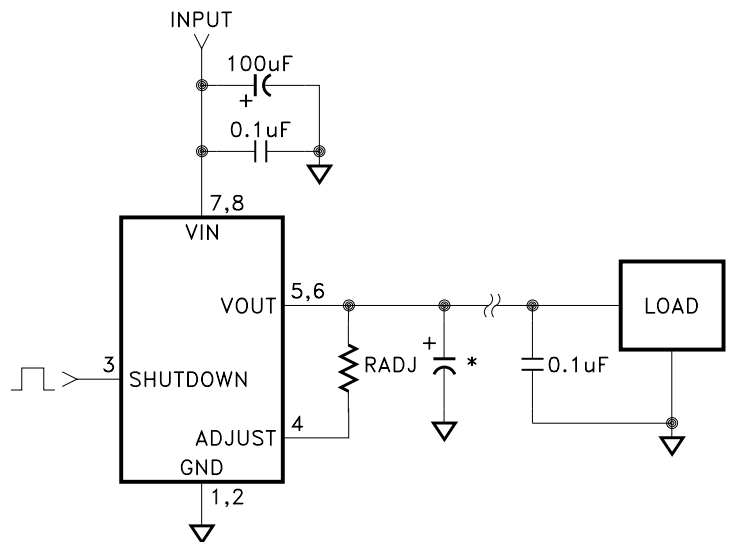 INPUT
100uF
+
0.1uF
7,8
VIN
5,6
VOUT
LOAD
+
RADJ
*
0.1uF
3
SHUTDOWN
4
ADJUST
GND
1,2